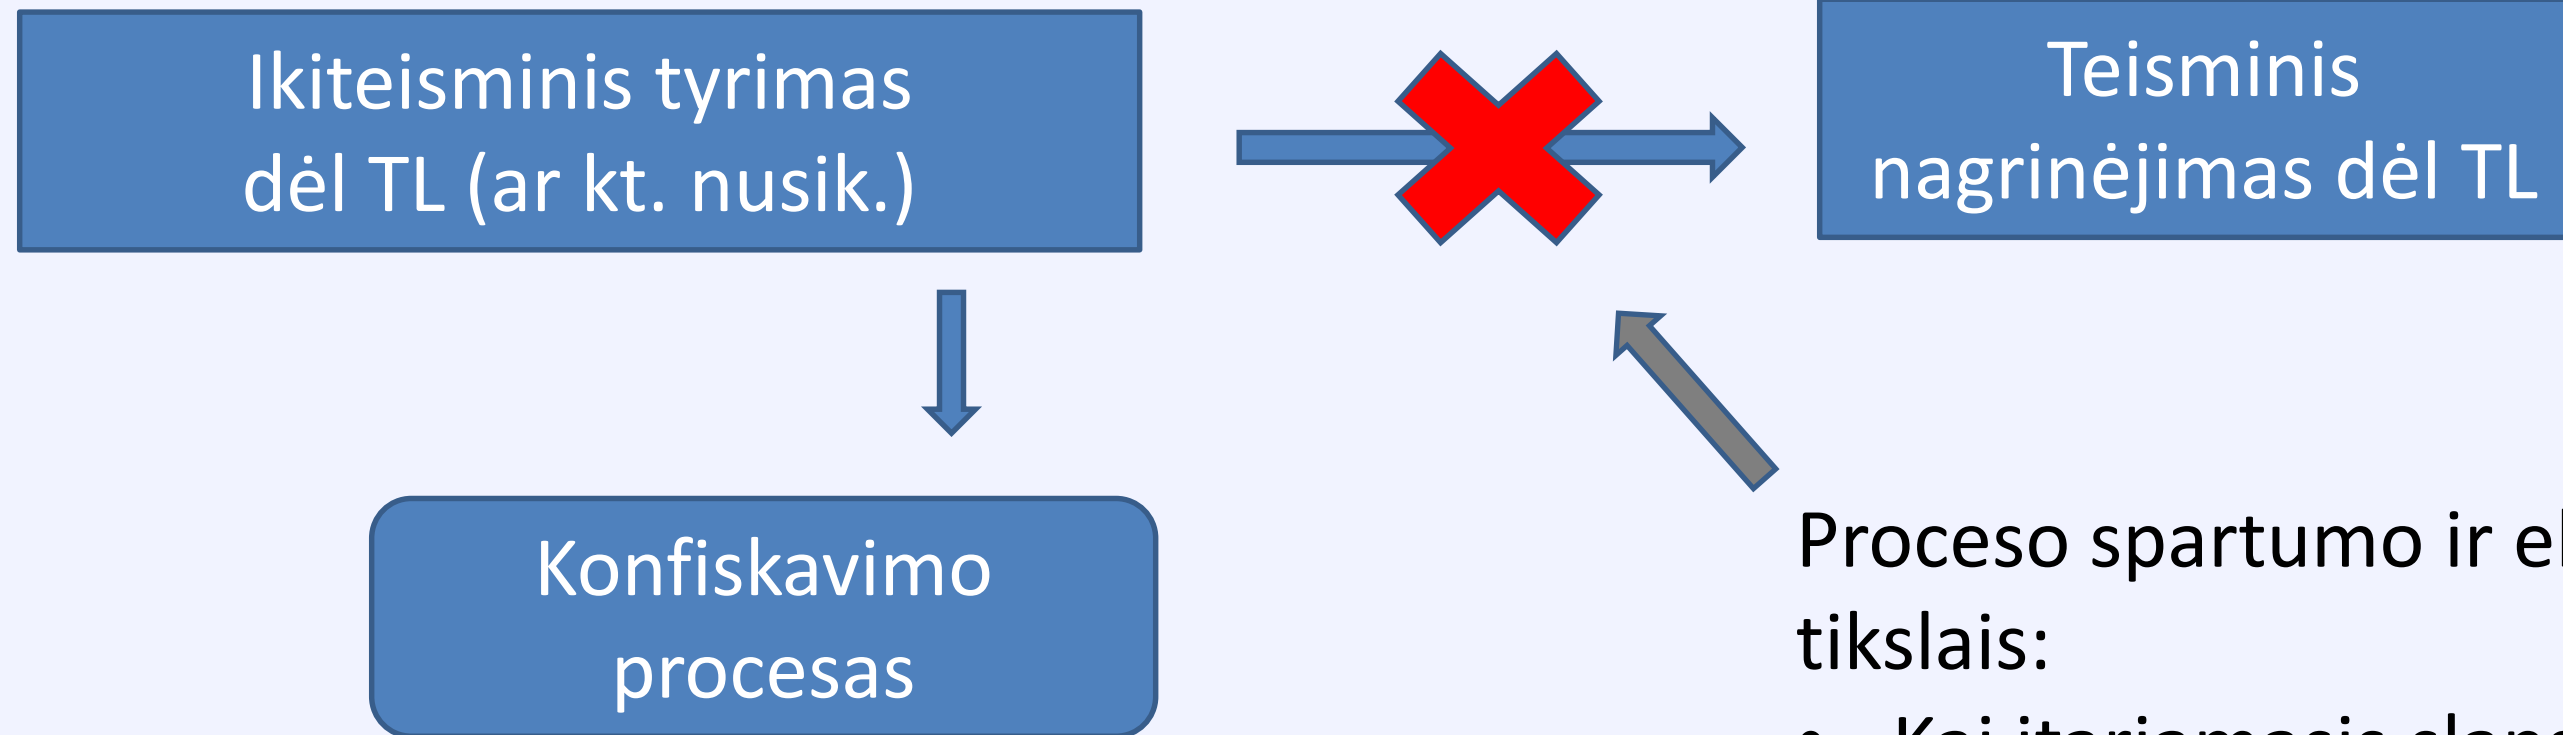 Ikiteisminis tyrimas
dėl TL (ar kt. nusik.)
Teisminis
nagrinėjimas dėl TL
Konfiskavimo
procesas
Proceso spartumo ir
tikslais: